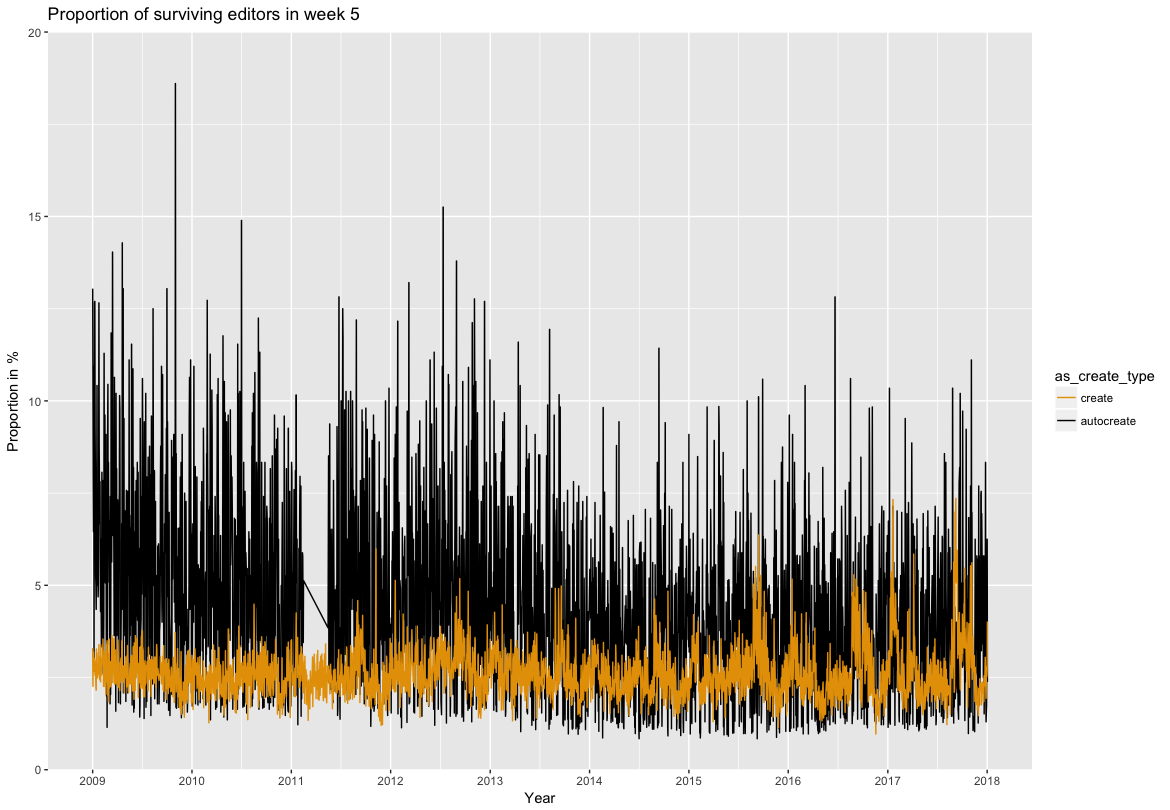 Proportion of surviving editors in week 5
Proportion in %
20
15
10
5
0
2009 2010 2011 2012 2013 2014 2015 2016 2017 2018
Year
as_create_type
create
autocreate